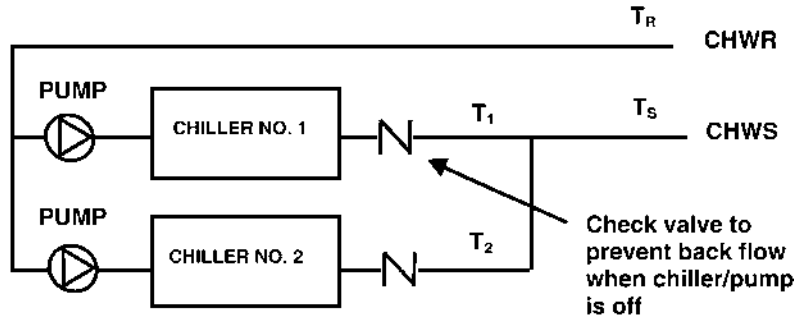 T_R
CHWR
PUMP
CHILLER NO. 1
T_1
T_S
CHWS
PUMP
CHILLER NO. 2
T_2
Check valve to
prevent back flow
when chiller/pump
is off